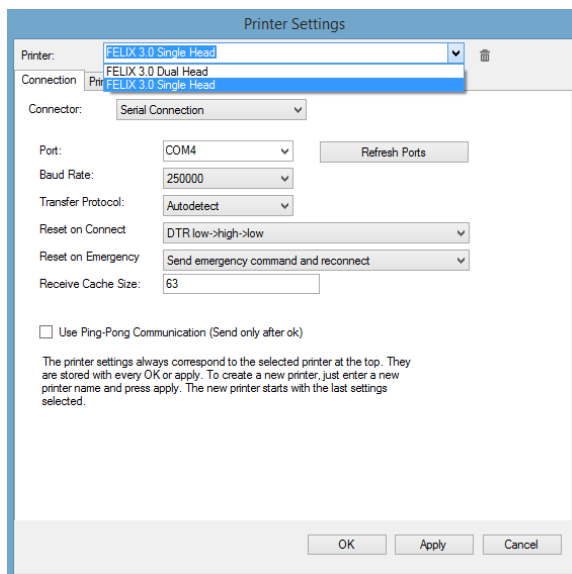 Printer Settings
Printer: FELIX 3.0 Single Head
FELIX 3.0 Dual Head
FELIX 3.0 Single Head
Connection
Connector: Serial Connection
Port: COM4 Refresh Ports
Baud Rate: 250000
Transfer Protocol: Autodetect
Reset on Connect DTR low->high->low
Reset on Emergency Send emergency command and reconnect
Receive Cache Size: 63
Use Ping-Pong Communication (Send only after ok)
The printer settings always correspond to the selected printer at the top. They
are stored with every OK or apply. To create a new printer, just enter a new
printer name and press apply. The new printer starts with the last settings
selected.
OK Apply Cancel